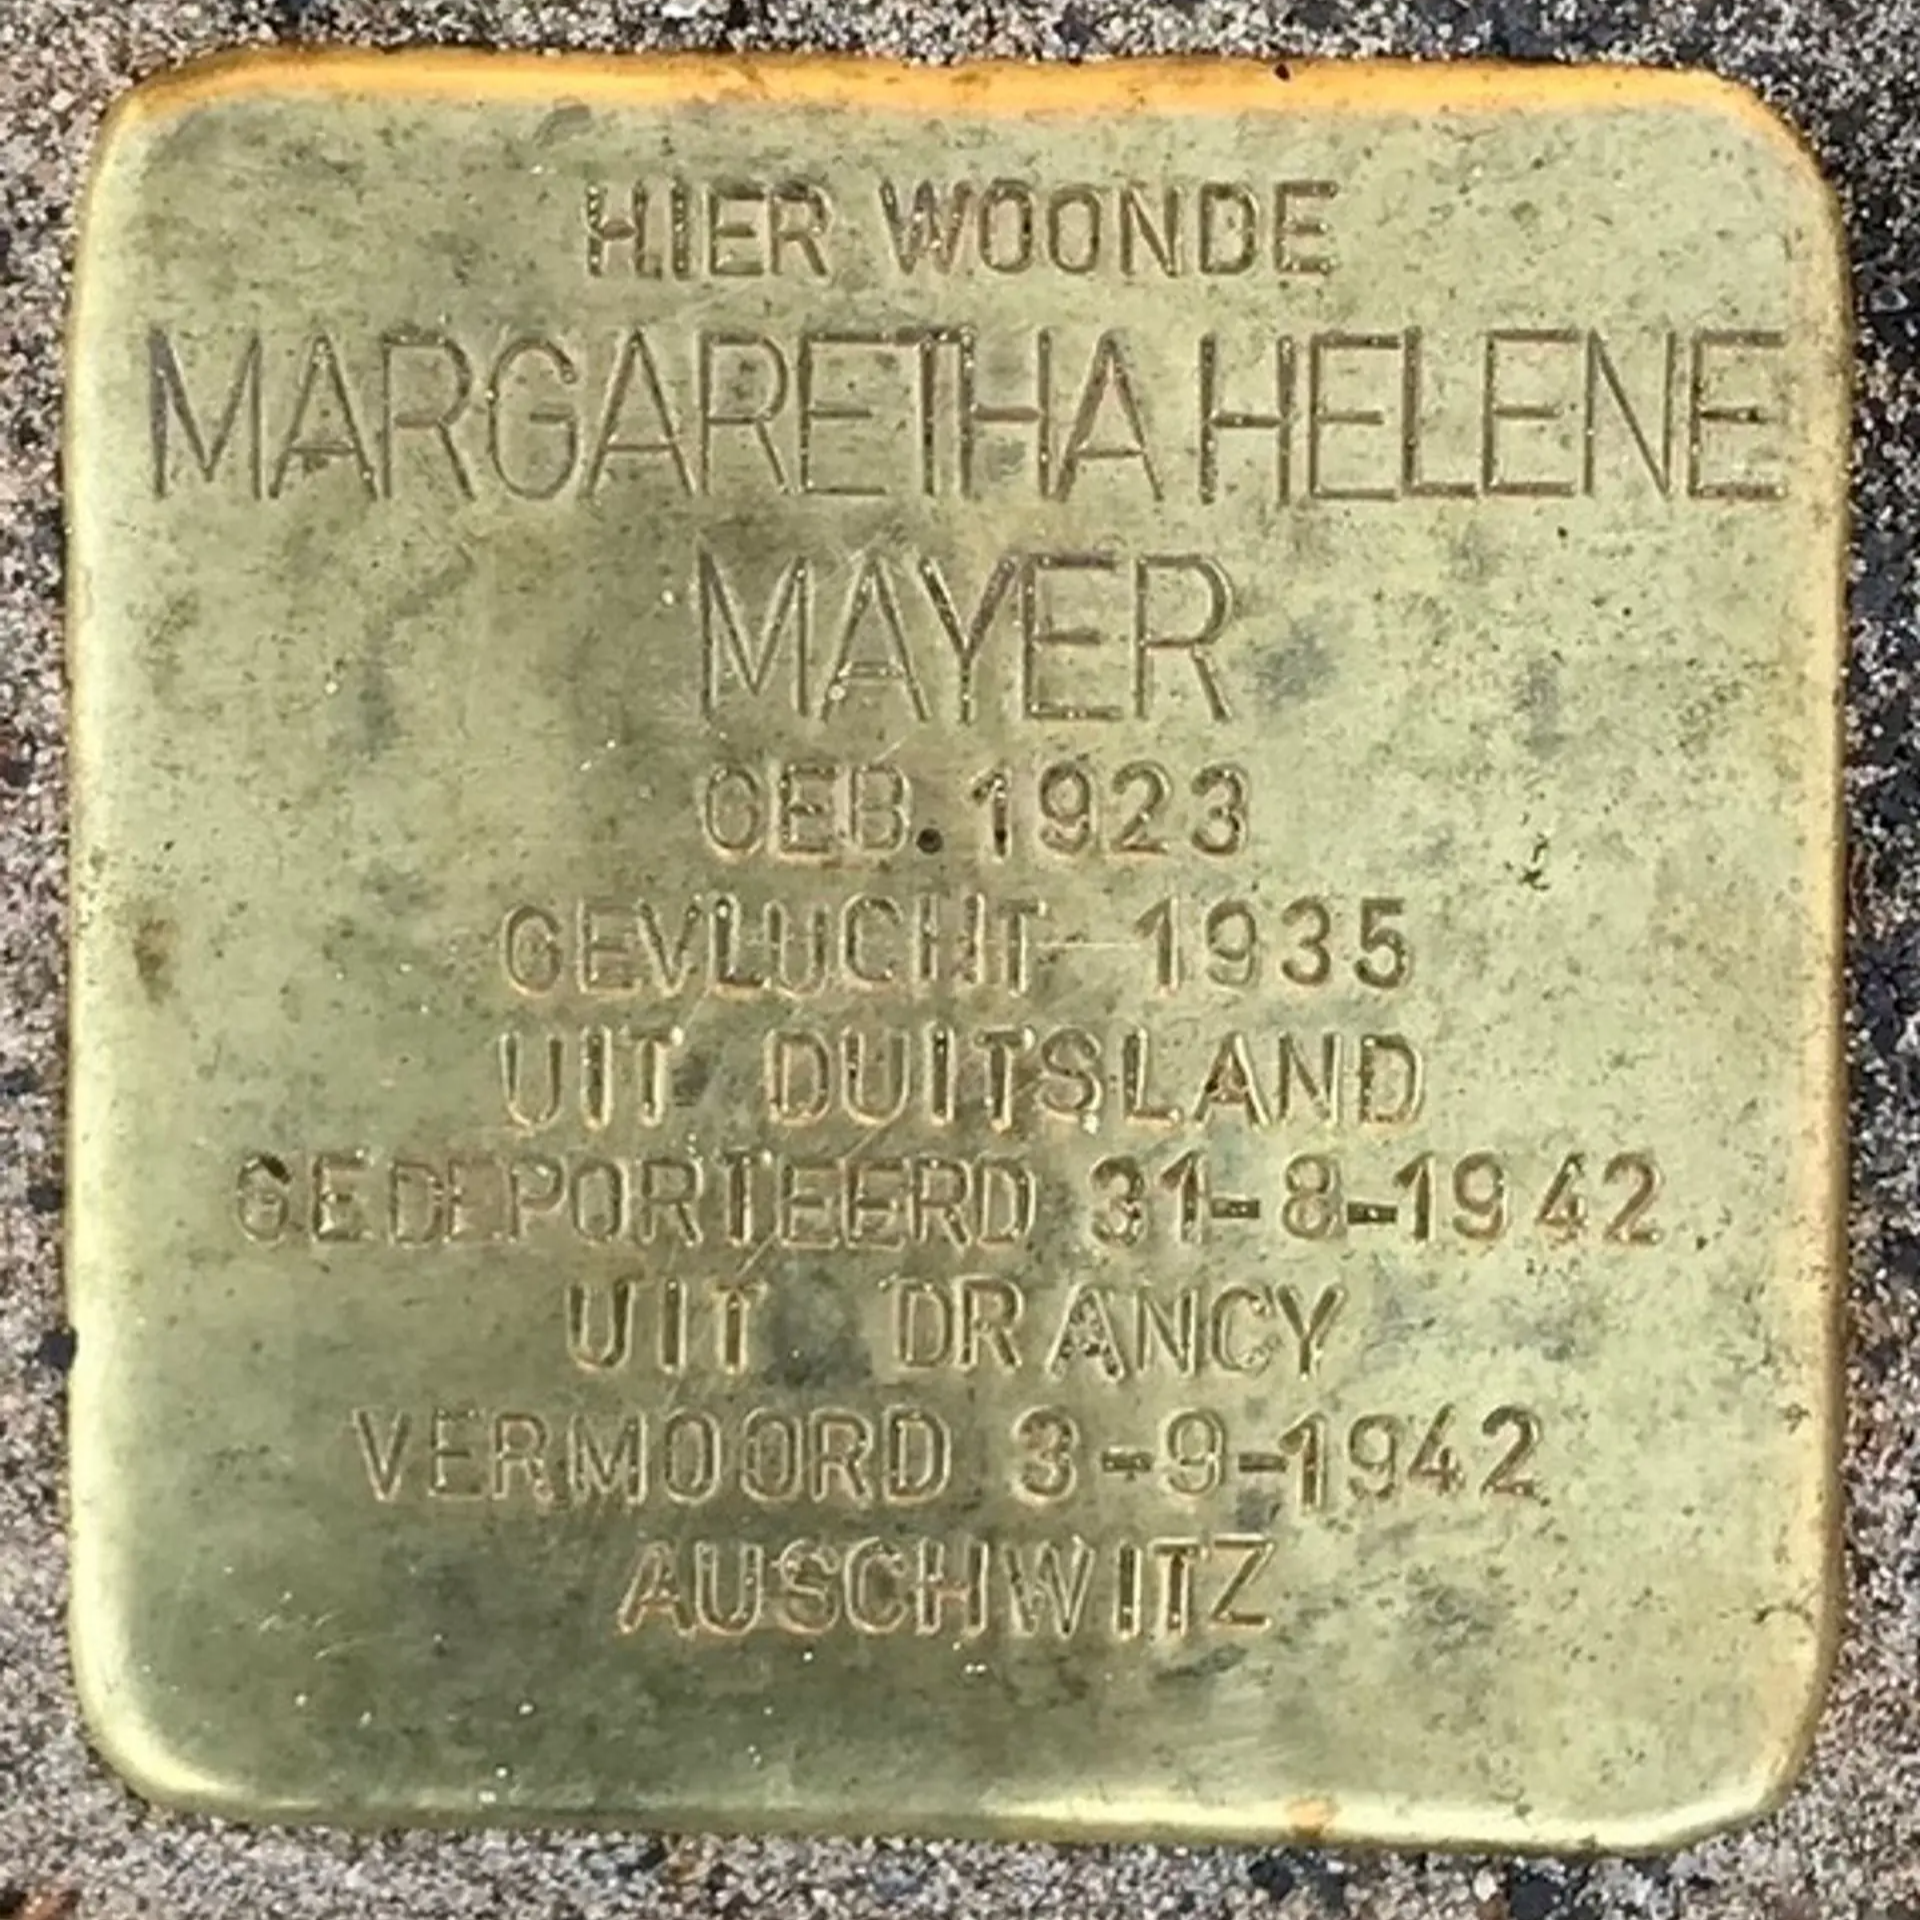 HIER WOONDE
MARGARETHA HELENE
MAYER
GEB. 1923
GEVLUCHT 1935
UIT DUITSLAND
GEDEPORTEERD 31-8-1942
UIT DRANCY
VERMOORD 3-9-1942
AUSCHWITZ